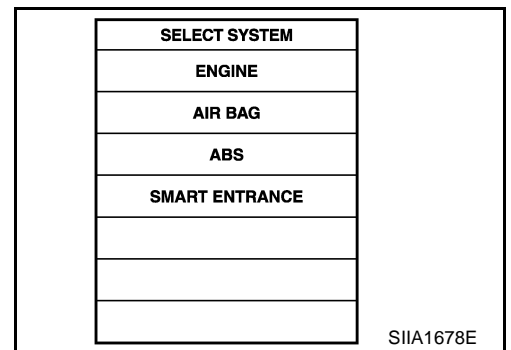 SELECT SYSTEM
ENGINE
AIR BAG
ABS
SMART ENTRANCE
SIIA1678E